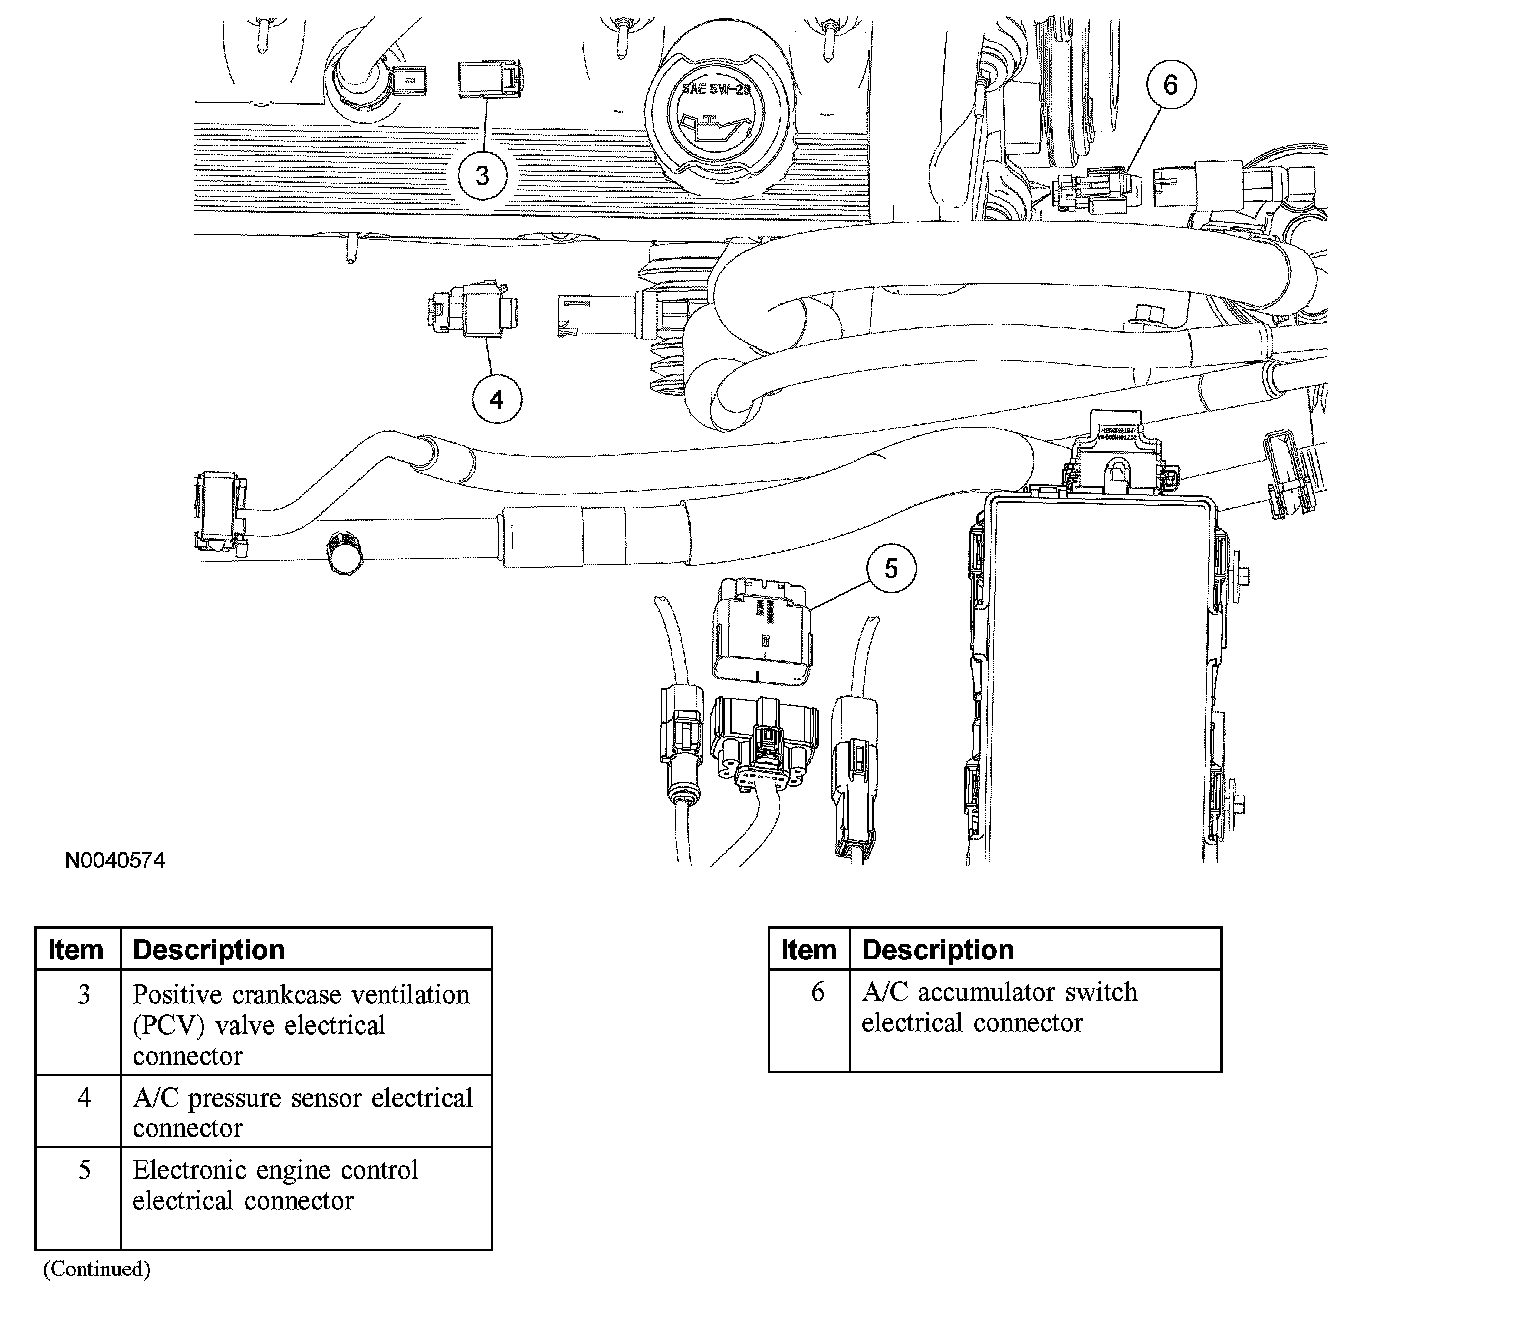 SAE 5W-20
6
3
4
5
N0040574
Item Description
3 Positive crankcase ventilation
(PCV) valve electrical
connector
4 A/C pressure sensor electrical
connector
5 Electronic engine control
electrical connector
(Continued)
Item Description
6 A/C accumulator switch
electrical connector